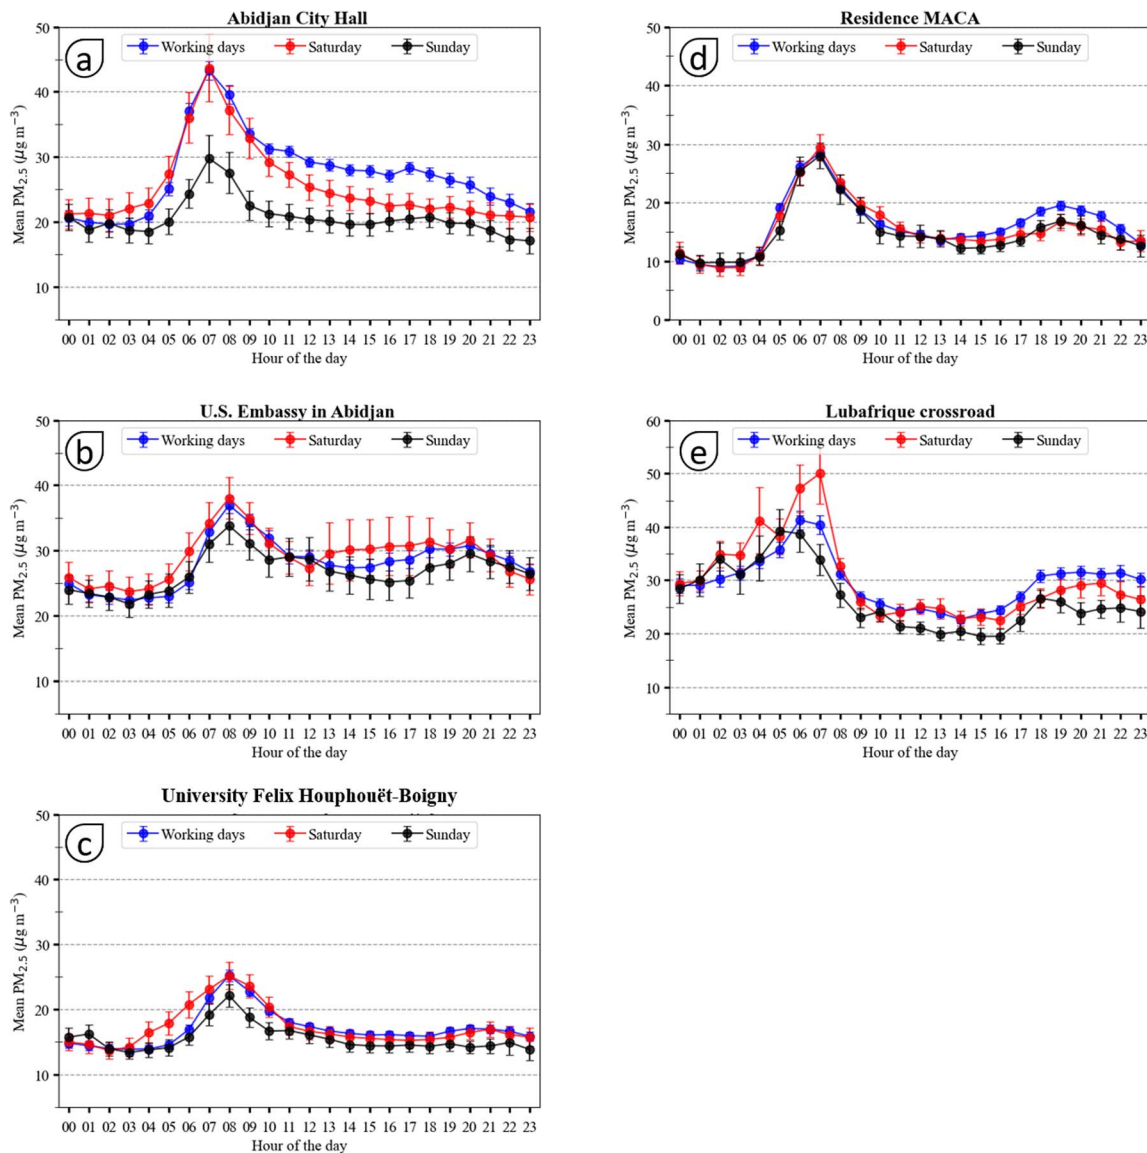 Abidjan City Hall
a
Working days Saturday Sunday
50
40
30
20
10
Mean PM2.5 (μg m−3)
00 01 02 03 04 05 06 07 08 09 10 11 12 13 14 15 16 17 18 19 20 21 22 23
Hour of the day
U.S. Embassy in Abidjan
b
Working days Saturday Sunday
50
40
30
20
10
Mean PM2.5 (μg m−3)
00 01 02 03 04 05 06 07 08 09 10 11 12 13 14 15 16 17 18 19 20 21 22 23
Hour of the day
University Felix Houphouët-Boigny
c
Working days Saturday Sunday
50
40
30
20
10
Mean PM2.5 (μg m−3)
00 01 02 03 04 05 06 07 08 09 10 11 12 13 14 15 16 17 18 19 20 21 22 23
Hour of the day
Residence MACA
d
Working days Saturday Sunday
50
40
30
20
10
0
Mean PM2.5 (μg m−3)
00 01 02 03 04 05 06 07 08 09 10 11 12 13 14 15 16 17 18 19 20 21 22 23
Hour of the day
Lubafrique crossroad
e
Working days Saturday Sunday
60
50
40
30
20
10
Mean PM2.5 (μg m−3)
00 01 02 03 04 05 06 07 08 09 10 11 12 13 14 15 16 17 18 19 20 21 22 23
Hour of the day